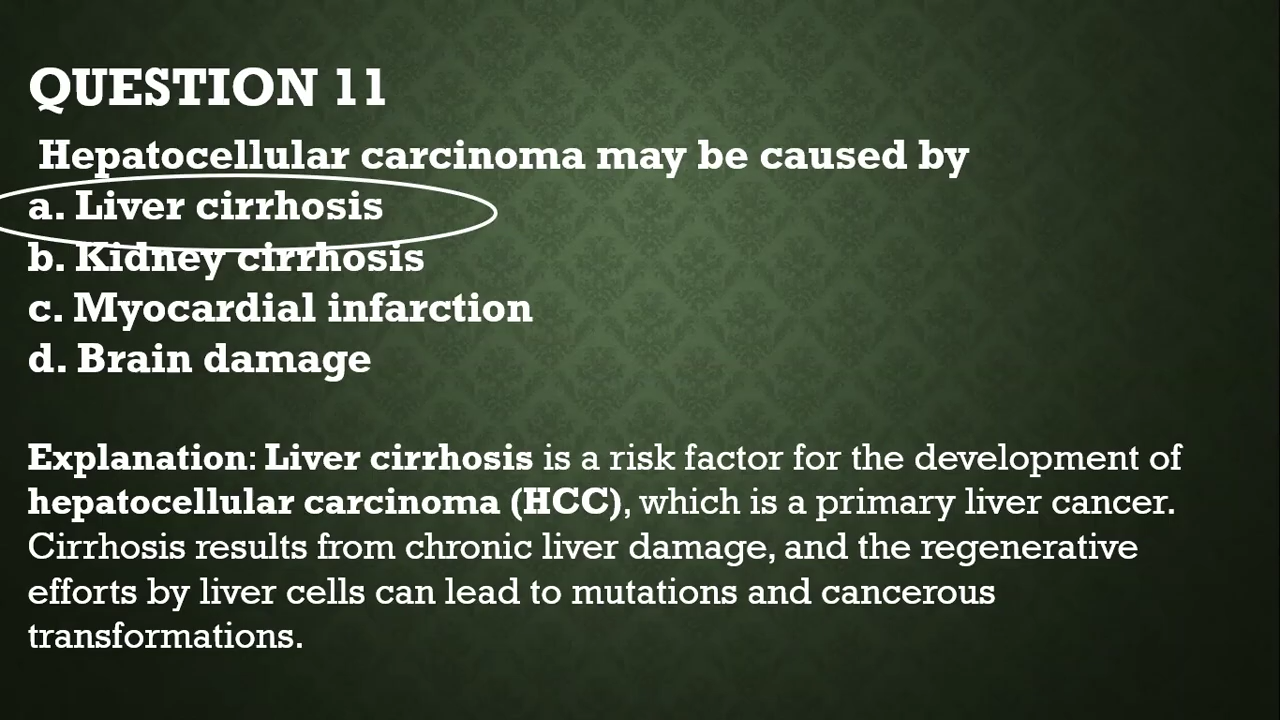 QUESTION 11
Hepatocellular carcinoma may be caused by
a. Liver cirrhosis
b. Kidney cirrhosis
c. Myocardial infarction
d. Brain damage
Explanation: Liver cirrhosis is a risk factor for the development of
hepatocellular carcinoma (HCC), which is a primary liver cancer.
Cirrhosis results from chronic liver damage, and the regenerative
efforts by liver cells can lead to mutations and cancerous
transformations.